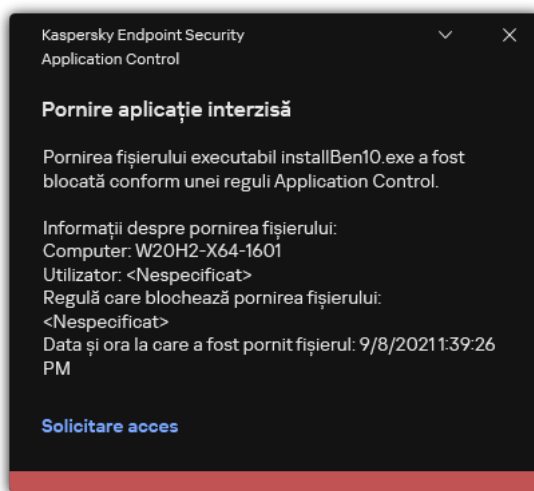 Kaspersky Endpoint Security
Application Control
Pornire aplicație interzisă
Pornirea fișierului executabil installBen10.exe a fost
blocată conform unei reguli Application Control.
Informații despre pornirea fișierului:
Computer: W20H2-X64-1601
Utilizator: <Nespecificat>
Regulă care blochează pornirea fișierului:
<Nespecificat>
Data și ora la care a fost pornit fișierul: 9/8/2021 1:39:26
PM
Solicitare acces